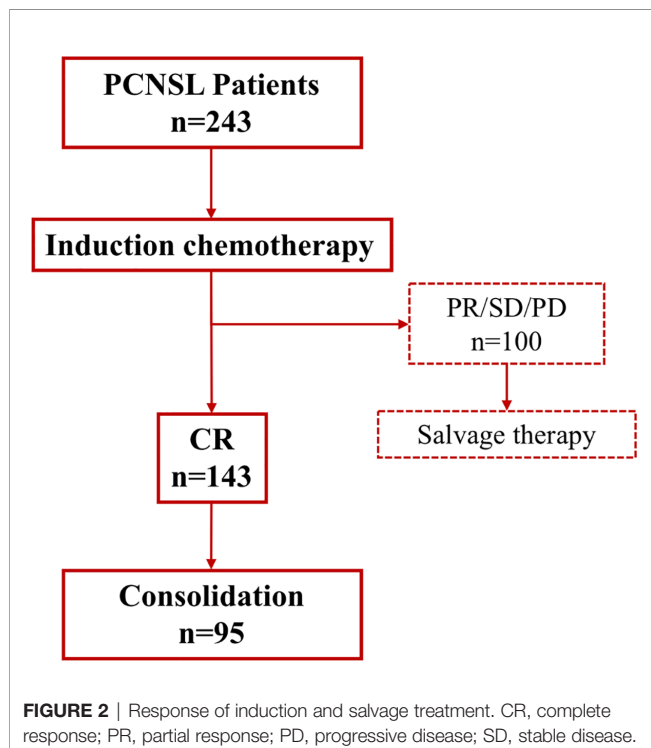 PCNSL Patients
n=243
Induction chemotherapy
PR/SD/PD
n=100
Salvage therapy
CR
n=143
Consolidation
n=95
FIGURE 2 | Response of induction and salvage treatment. CR, complete
response; PR, partial response; PD, progressive disease; SD, stable disease.